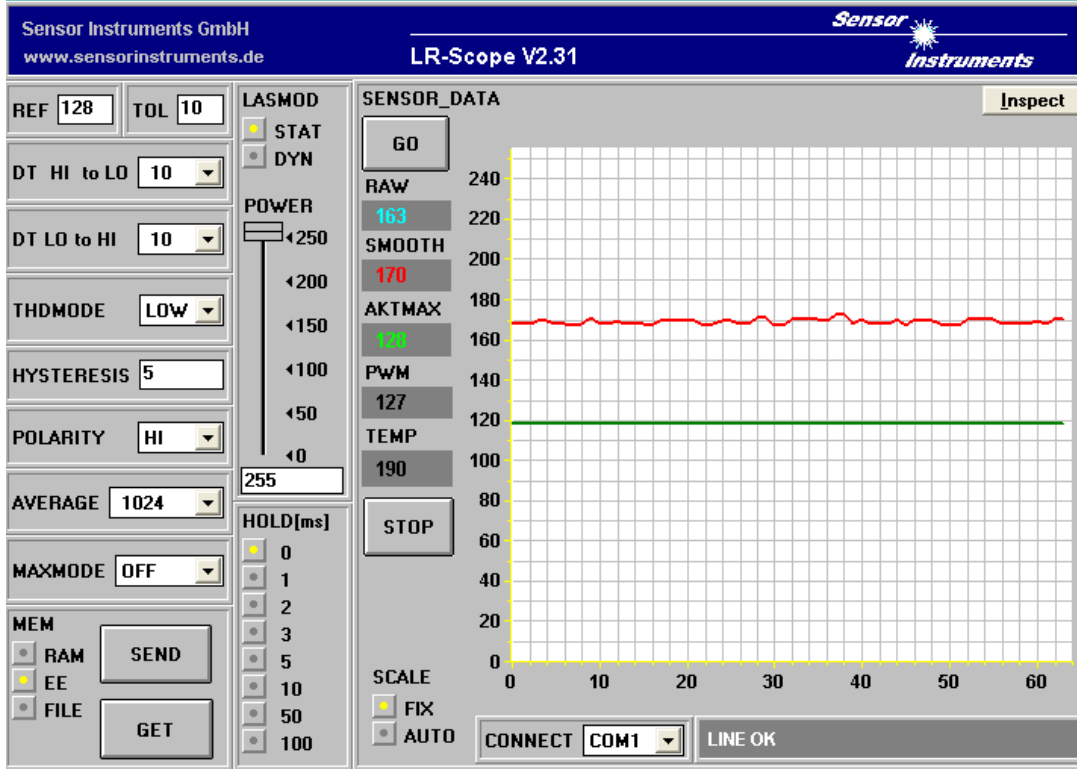 Sensor Instruments GmbH
www.sensorinstruments.de
LR-Scope V2.31
Sensor
Instruments
REF 128
TOL 10
DT HI to LO 10
DT LO to HI 10
THDMODE LOW
HYSTERESIS 5
POLARITY HI
AVERAGE 1024
MAXMODE OFF
MEM
RAM
EE
FILE
SEND
GET
LASMOD
STAT
DYN
POWER
250
200
150
100
50
0
255
HOLD[ms]
0
1
2
3
5
10
50
100
SENSOR_DATA
Inspect
GO
RAW
163
SMOOTH
170
AKTMAX
128
PWM
127
TEMP
190
STOP
SCALE
FIX
AUTO
240
220
200
180
160
140
120
100
80
60
40
20
0
0 10 20 30 40 50 60
CONNECT COM1
LINE OK